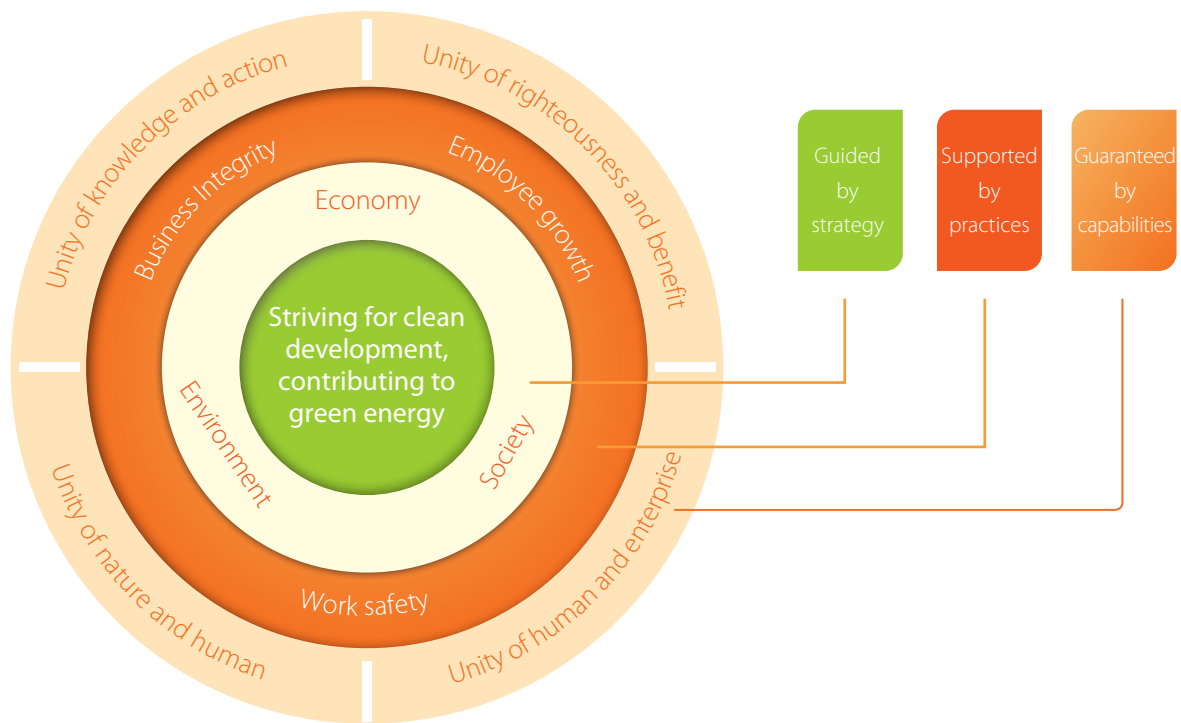 Unity of knowledge and action
Unity of righteousness and benefit
Business Integrity
Employee growth
Economy
Striving for clean
development,
contributing to
green energy
Environment
Society
Work safety
Unity of nature and human
Unity of human and enterprise
Guided
by
strategy
Supported
by
practices
Guaranteed
by
capabilities